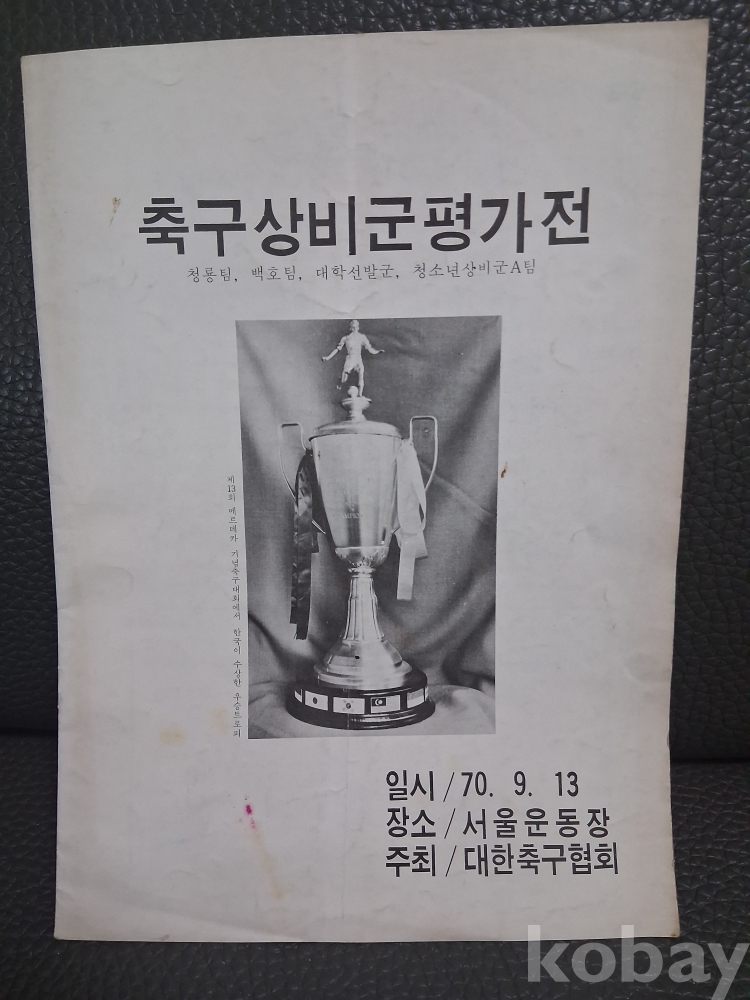 축구상비군평가전
청룡팀, 백호팀, 대학선발군, 청소년상비군A팀
제13회 메르데카 기념축구대회에서 한국이 수상한 우승트로피
일시/70. 9. 13
장소/서울운동장
주최/대한축구협회
kobay